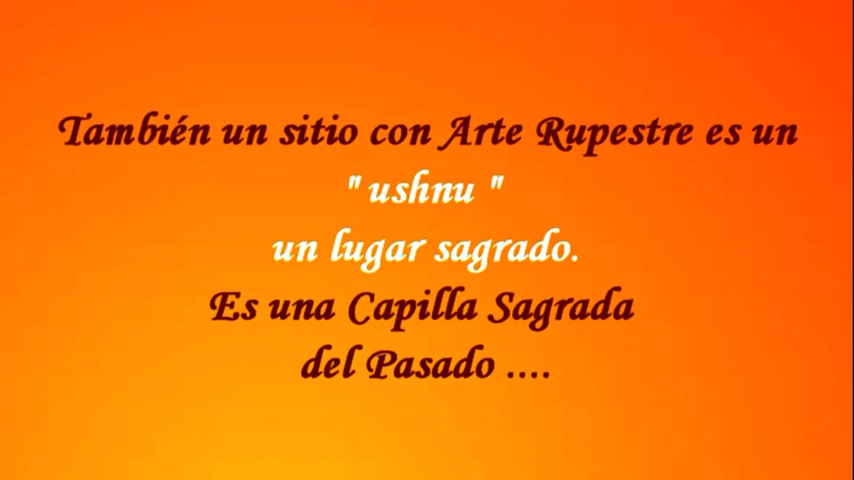 También un sitio con Arte Rupestre es un
" ushnu "
un lugar sagrado.
Es una Capilla Sagrada
del Pasado ....